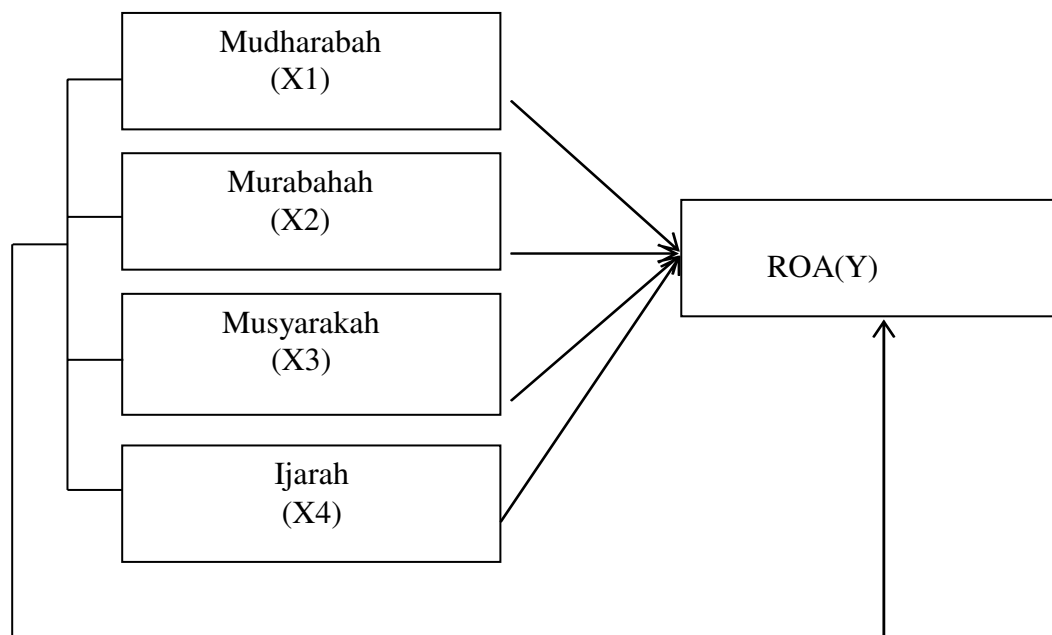 Mudharabah
(X1)
Murabahah
(X2)
Musyarakah
(X3)
Ijarah
(X4)
ROA(Y)